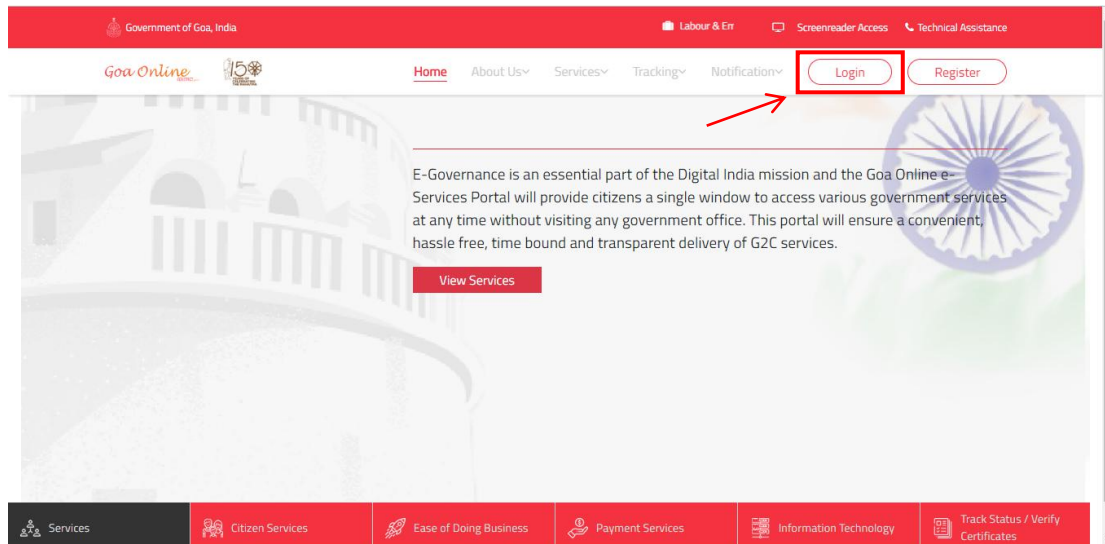 Government of Goa, India
Labour & Em
Screenreader Access
Technical Assistance
Goa Online
150
Home
About Us
Services
Tracking
Notification
Login
Register
E-Governance is an essential part of the Digital India mission and the Goa Online e-
Services Portal will provide citizens a single window to access various government services
at any time without visiting any government office. This portal will ensure a convenient,
hassle free, time bound and transparent delivery of G2C services.
View Services
Services
Citizen Services
Ease of Doing Business
Payment Services
Information Technology
Track Status / Verify
Certificates